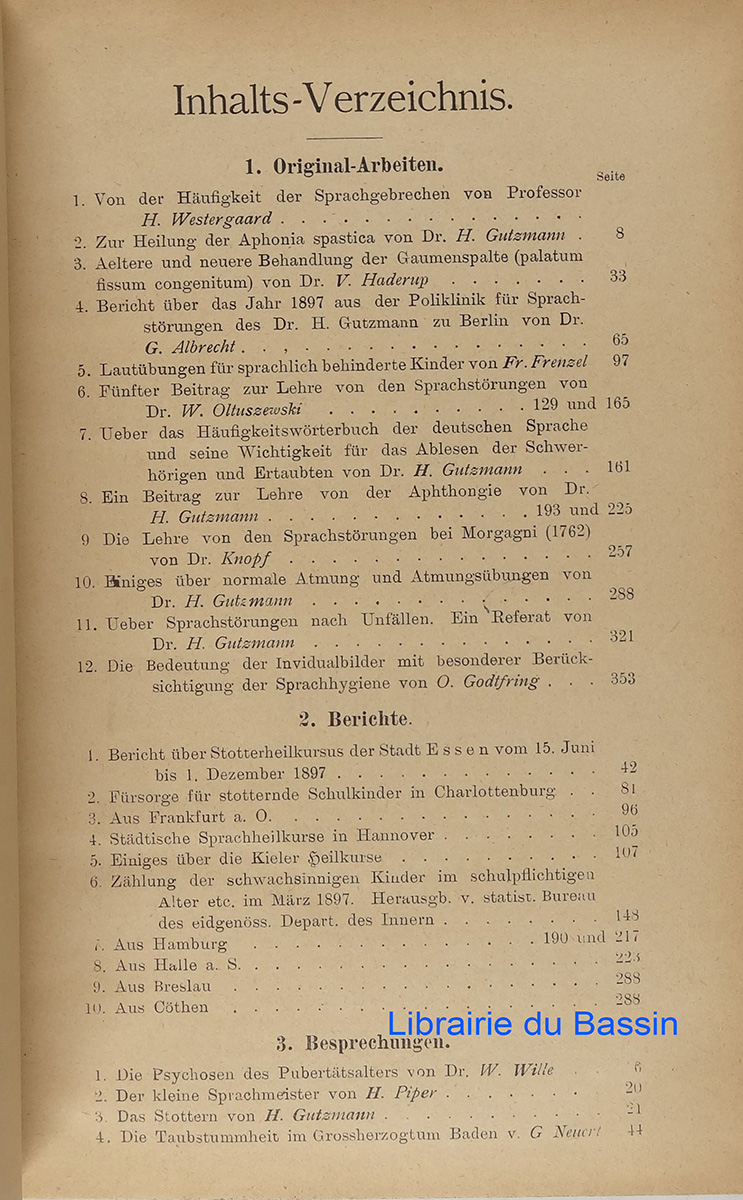 Inhalts-Verzeichnis.
1. Original-Arbeiten.
Seite
1. Von der Häufigkeit der Sprachgebrechen von Professor
H. Westergaard . . . . . . . . . . . . . .
2. Zur Heilung der Aphonia spastica von Dr. H. Gutzmann . 8
3. Aeltere und neuere Behandlung der Gaumenspalte (palatum
fissum congenitum) von Dr. V. Haderup . . . . . . . 33
4. Bericht über das Jahr 1897 aus der Poliklinik für Sprach-
störungen des Dr. H. Gutzmann zu Berlin von Dr.
G. Albrecht . . , . . . . . . . . . . . . . . 65
5. Lautübungen für sprachlich behinderte Kinder von Fr. Frenzel 97
6. Fünfter Beitrag zur Lehre von den Sprachstörungen von
Dr. W. Oltuszewski . . . . . . . . . . 129 und 165
7. Ueber das Häufigkeitswörterbuch der deutschen Sprache
und seine Wichtigkeit für das Ablesen der Schwer-
hörigen und Ertaubten von Dr. H. Gutzmann . . . 161
8. Ein Beitrag zur Lehre von der Aphthongie von Dr.
H. Gutzmann . . . . . . . . . . . . . 193 und 225
9 Die Lehre von den Sprachstörungen bei Morgagni (1762)
von Dr. Knopf . . . . . . . . . . . . . . . 257
10. Einiges über normale Atmung und Atmungsübungen von
Dr. H. Gutzmann . . . . . . . . . . . . . . 288
11. Ueber Sprachstörungen nach Unfällen. Ein Referat von
Dr. H. Gutzmann . . . . . . . . . . . . . . 321
12. Die Bedeutung der Invidualbilder mit besonderer Berück-
sichtigung der Sprachhygiene von O. Godtfring . . . 353
2. Berichte.
1. Bericht über Stotterheilkursus der Stadt Essen vom 15. Juni
bis 1. Dezember 1897 . . . . . . . . . . . . . 42
2. Fürsorge für stotternde Schulkinder in Charlottenburg . . 81
3. Aus Frankfurt a. O. . . . . . . . . . . . . . . . 96
4. Städtische Sprachheilkurse in Hannover . . . . . . . . 105
5. Einiges über die Kieler Heilkurse . . . . . . . . . . 107
6. Zählung der schwachsinnigen Kinder im schulpflichtigen
Alter etc. im März 1897. Herausgb. v. statist. Bureau
des eidgenöss. Depart. des Innern . . . . . . . . 148
7. Aus Hamburg . . . . . . . . . . . . . . 190 und 217
8. Aus Halle a. S. . . . . . . . . . . . . . . . . . 223
9. Aus Breslau . . . . . . . . . . . . . . . . . . 288
10. Aus Cöthen . . . . . . . . . . . . . . . . . . 288
Librairie du Bassin
3. Besprechungen.
1. Die Psychosen des Pubertätsalters von Dr. W. Wille . . 6
2. Der kleine Sprachmeister von H. Piper . . . . . . . 20
3. Das Stottern von H. Gutzmann . . . . . . . . . . . 21
4. Die Taubstummheit im Grossherzogtum Baden v. G Neuert 44